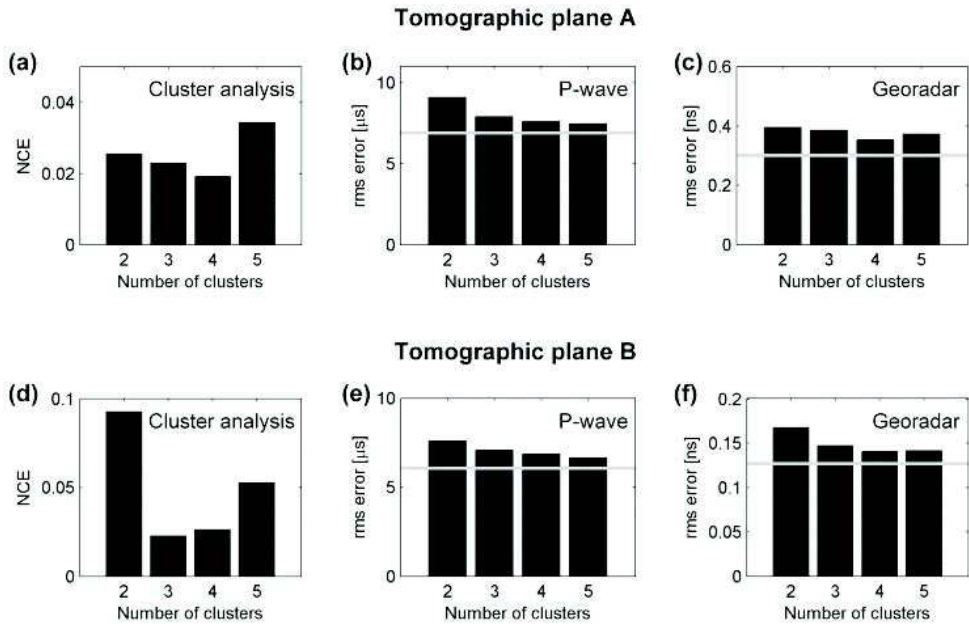 Tomographic plane A
(a)
0.04
0.02
0
NCE
Cluster analysis
2 3 4 5
Number of clusters
(b)
10
5
0
rms error [µs]
P-wave
2 3 4 5
Number of clusters
(c)
0.6
0.4
0.2
0
rms error [ns]
Georadar
2 3 4 5
Number of clusters
Tomographic plane B
(d)
0.1
0.05
0
NCE
Cluster analysis
2 3 4 5
Number of clusters
(e)
10
5
0
rms error [µs]
P-wave
2 3 4 5
Number of clusters
(f)
0.2
0.15
0.1
0.05
0
rms error [ns]
Georadar
2 3 4 5
Number of clusters